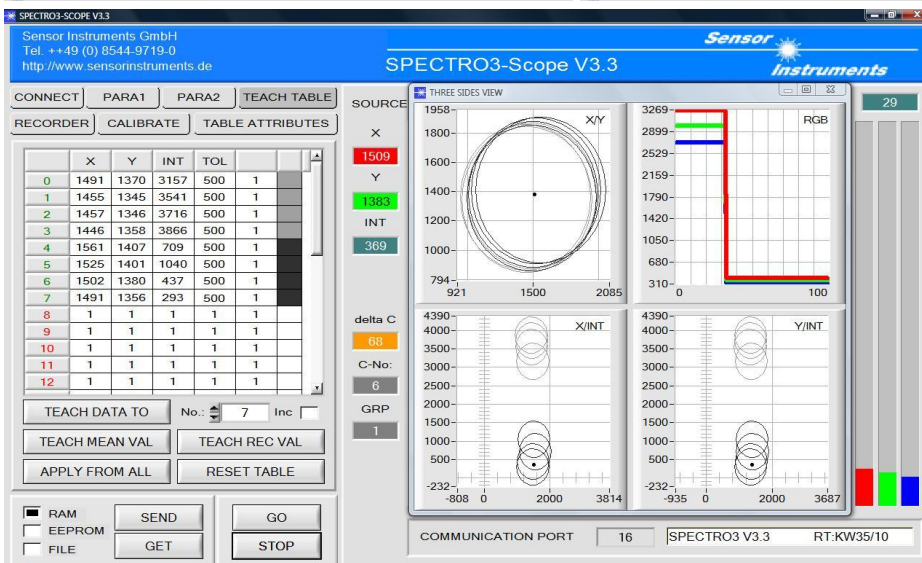 SPECTRO3-SCOPE V3.3
Sensor Instruments GmbH
Tel. ++49 (0) 8544-9719-0
http://www.sensorinstruments.de
SPECTRO3-Scope V3.3
Sensor
Instruments
CONNECT PARA1 PARA2 TEACH TABLE
RECORDER CALIBRATE TABLE ATTRIBUTES
X Y INT TOL
0 1491 1370 3157 500 1
1 1455 1345 3541 500 1
2 1457 1346 3716 500 1
3 1446 1358 3866 500 1
4 1561 1407 709 500 1
5 1525 1401 1040 500 1
6 1502 1380 437 500 1
7 1491 1356 293 500 1
8 1 1 1 1 1
9 1 1 1 1 1
10 1 1 1 1 1
11 1 1 1 1 1
12 1 1 1 1 1
TEACH DATA TO No.: 7 Inc
TEACH MEAN VAL TEACH REC VAL
APPLY FROM ALL RESET TABLE
RAM
EEPROM
FILE
SEND GO
GET STOP
SOURCE
X
1509
Y
1383
INT
369
delta C
68
C-No:
6
GRP
1
THREE SIDES VIEW
X/Y
1958
1800
1600
1400
1200
1000
794
921 1500 2085
RGB
3269
2899
2529
2159
1790
1420
1050
680
310
0 100
X/INT
4390
4000
3500
3000
2500
2000
1500
1000
500
-232
-808 0 2000 3814
Y/INT
4390
4000
3500
3000
2500
2000
1500
1000
500
-232
-935 0 2000 3687
29
COMMUNICATION PORT 16 SPECTRO3 V3.3 RT:KW35/10